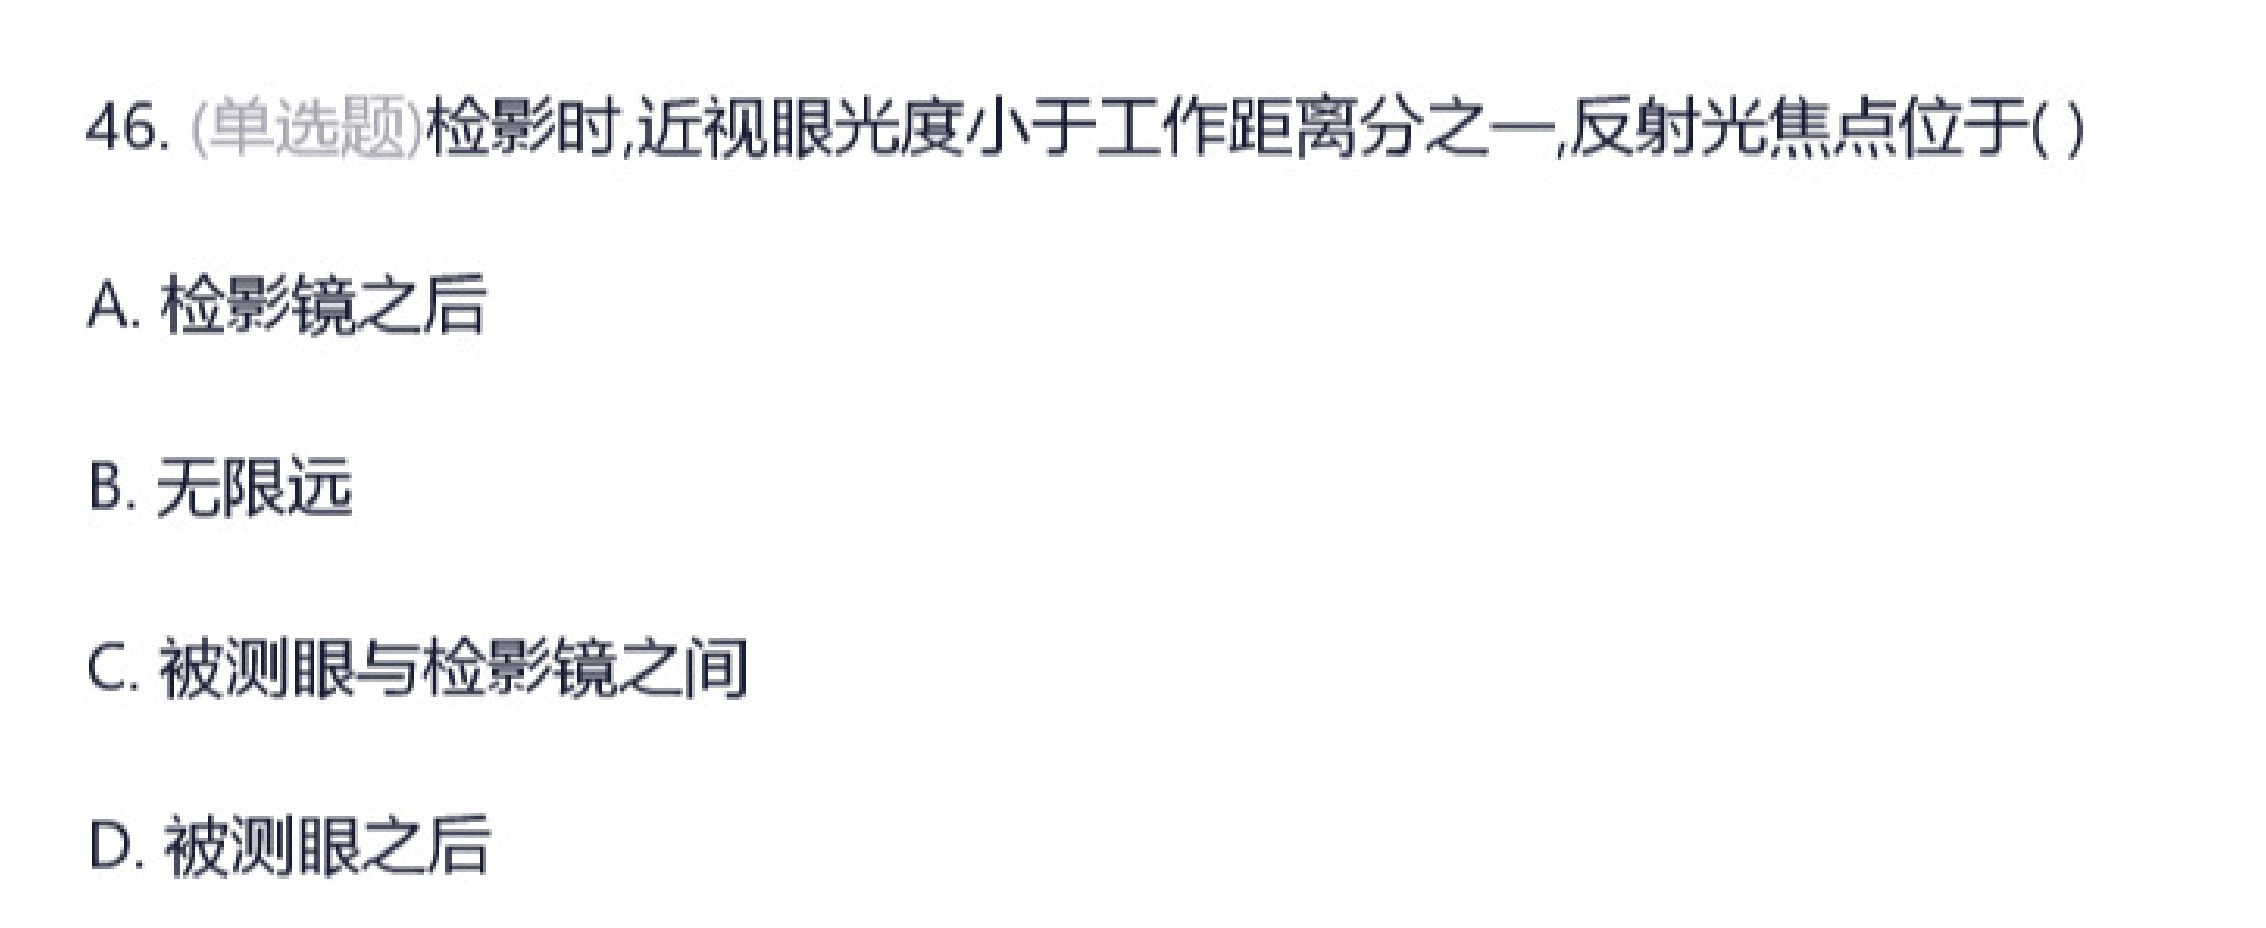 46. (单选题)检影时,近视眼光度小于工作距离分之一,反射光焦点位于( )
A. 检影镜之后
B. 无限远
C. 被测眼与检影镜之间
D. 被测眼之后